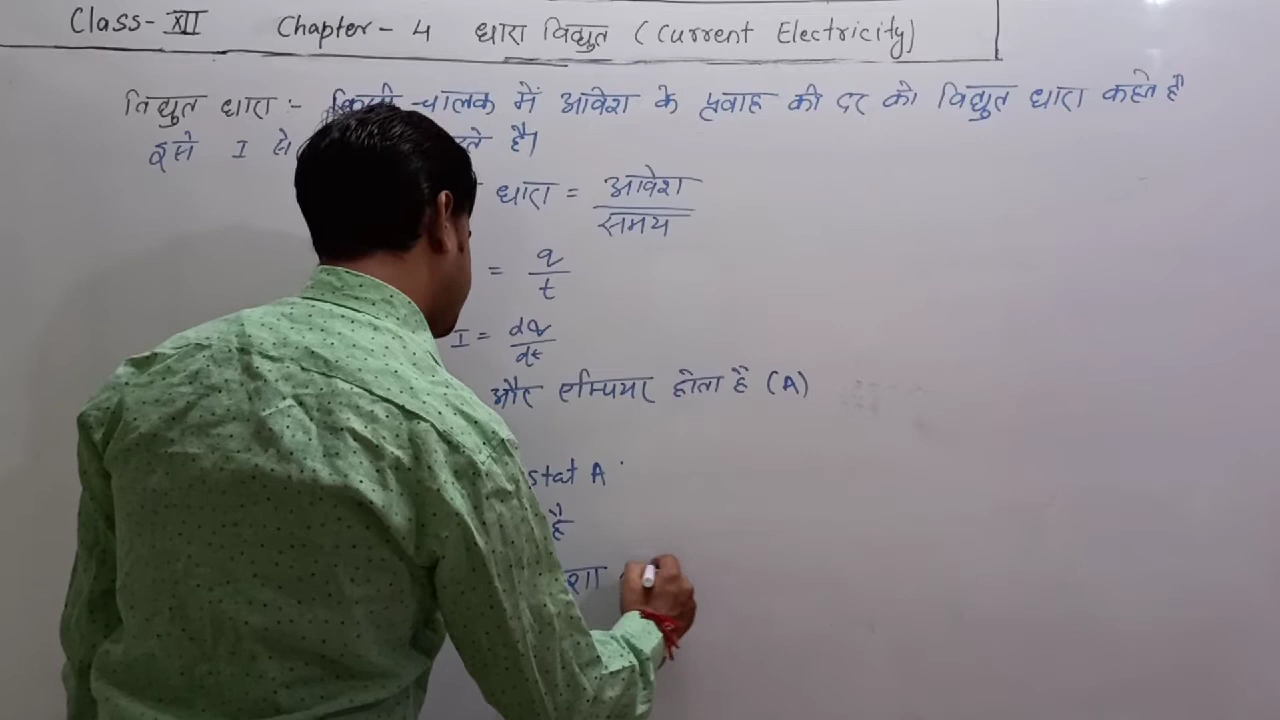 Class- XII Chapter- 4 धारा विद्युत (Current Electricity)
विद्युत धारा :- किसी चालक में आवेश के प्रवाह की दर को विद्युत धारा कहते है
इसे I से है।
धारा = आवेश / समय
= q / t
I = dq / dt
और एम्पियर होता है (A)
stat A
है